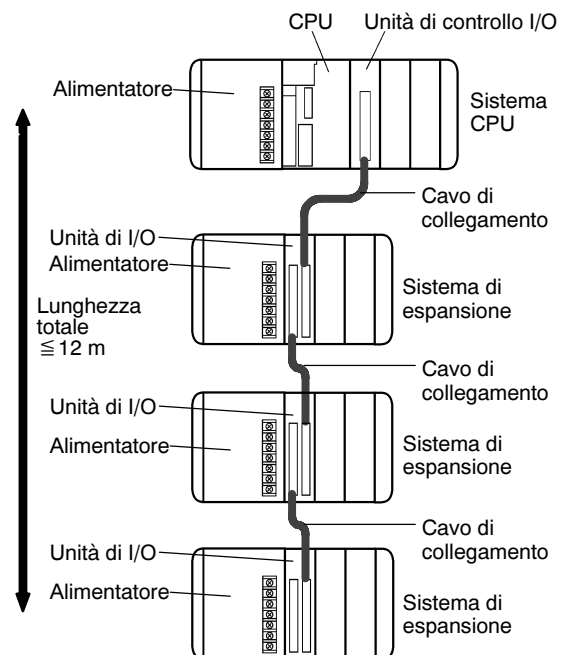 CPU
Unità di controllo I/O
Alimentatore
Sistema
CPU
Cavo di
collegamento
Unità di I/O
Alimentatore
Sistema di
espansione
Lunghezza
totale
≦ 12 m
Cavo di
collegamento
Unità di I/O
Alimentatore
Sistema di
espansione
Cavo di
collegamento
Unità di I/O
Alimentatore
Sistema di
espansione